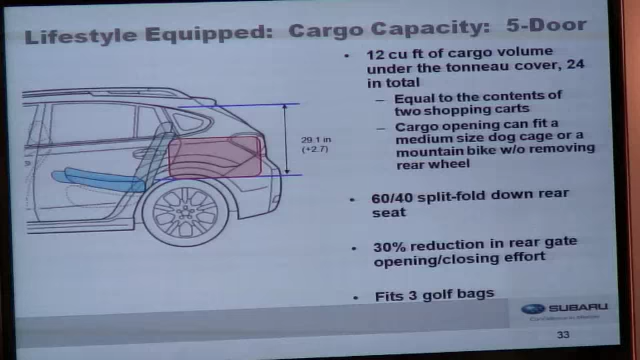 Lifestyle Equipped: Cargo Capacity: 5-Door
• 12 cu ft of cargo volume
under the tonneau cover, 24
in total
– Equal to the contents of
two shopping carts
– Cargo opening can fit a
medium size dog cage or a
mountain bike w/o removing
rear wheel
29.1 in
(+2.7)
• 60/40 split-fold down rear
seat
• 30% reduction in rear gate
opening/closing effort
• Fits 3 golf bags
SUBARU
33